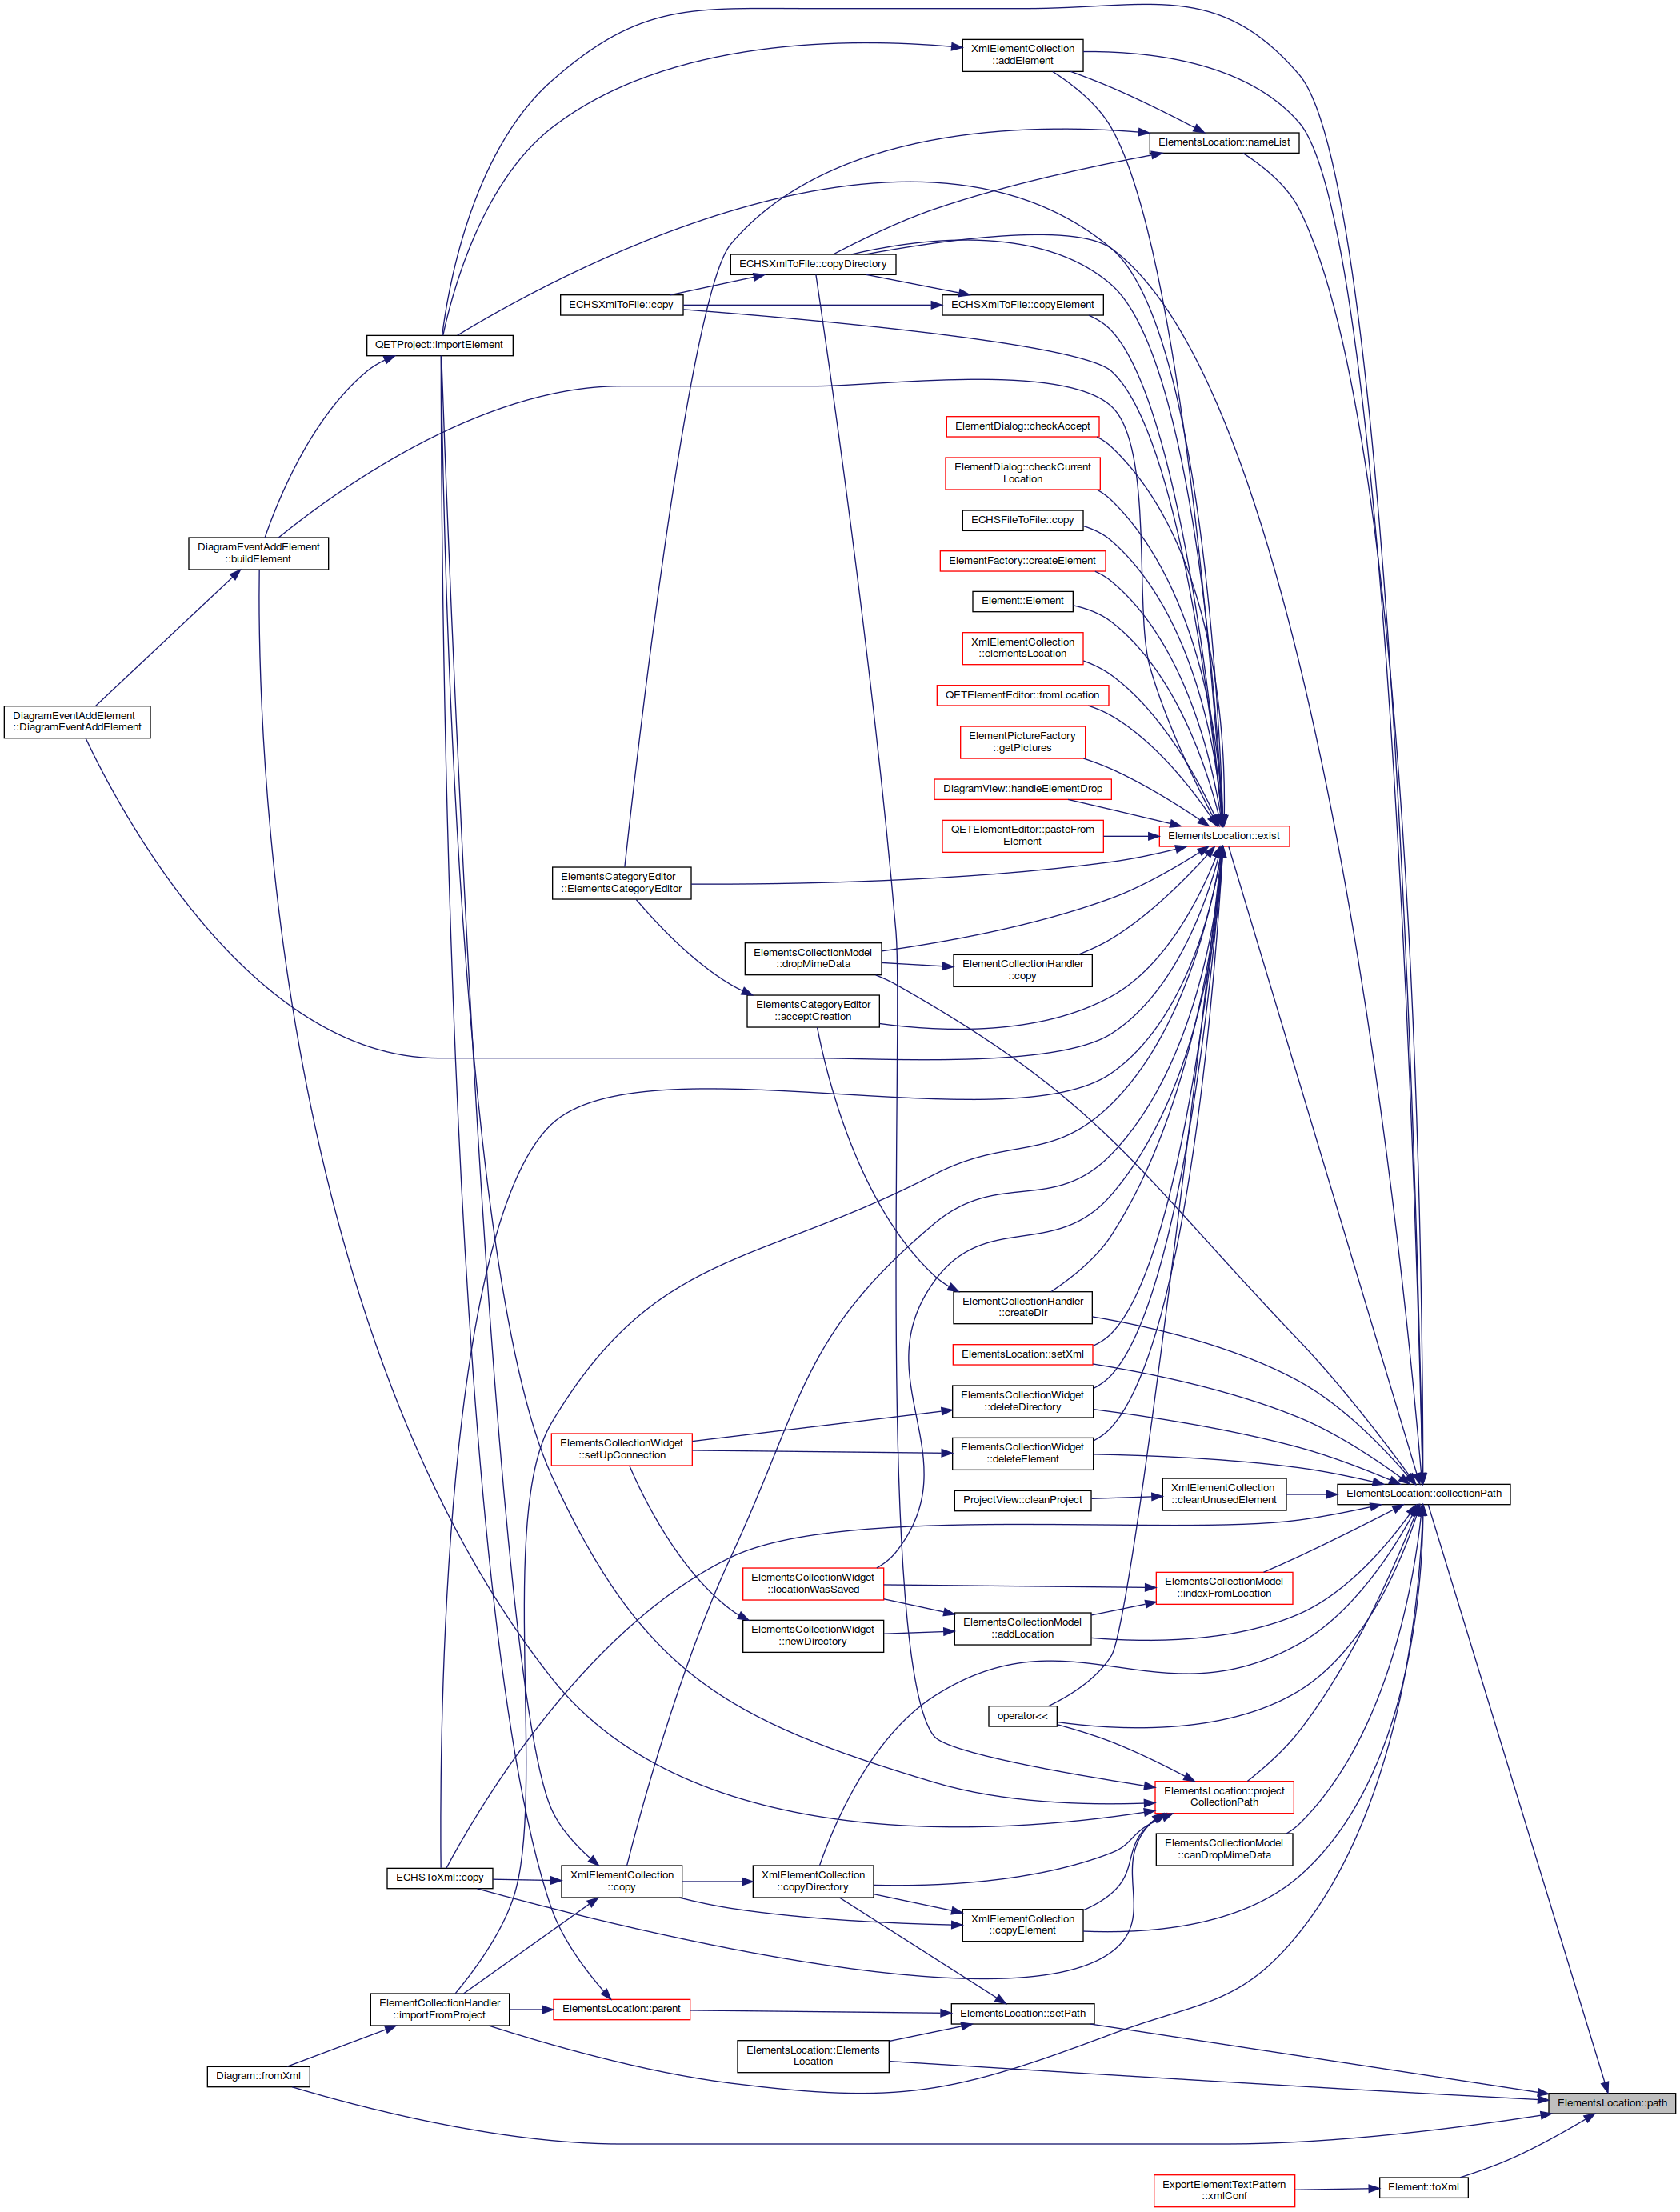 XmlElementCollection
::addElement
ElementsLocation::nameList
ECHSXmlToFile::copyDirectory
ECHSXmlToFile::copy
ECHSXmlToFile::copyElement
QETProject::importElement
ElementDialog::checkAccept
ElementDialog::checkCurrent
Location
ECHSFileToFile::copy
DiagramEventAddElement
::buildElement
ElementFactory::createElement
Element::Element
XmlElementCollection
::elementsLocation
QETElementEditor::fromLocation
DiagramEventAddElement
::DiagramEventAddElement
ElementPictureFactory
::getPictures
DiagramView::handleElementDrop
QETElementEditor::pasteFrom
Element
ElementsLocation::exist
ElementsCategoryEditor
::ElementsCategoryEditor
ElementsCollectionModel
::dropMimeData
ElementCollectionHandler
::copy
ElementsCategoryEditor
::acceptCreation
ElementCollectionHandler
::createDir
ElementsLocation::setXml
ElementsCollectionWidget
::deleteDirectory
ElementsCollectionWidget
::setUpConnection
ElementsCollectionWidget
::deleteElement
ProjectView::cleanProject
XmlElementCollection
::cleanUnusedElement
ElementsLocation::collectionPath
ElementsCollectionWidget
::locationWasSaved
ElementsCollectionModel
::indexFromLocation
ElementsCollectionWidget
::newDirectory
ElementsCollectionModel
::addLocation
operator<<
ElementsLocation::project
CollectionPath
ElementsCollectionModel
::canDropMimeData
ECHSToXml::copy
XmlElementCollection
::copy
XmlElementCollection
::copyDirectory
XmlElementCollection
::copyElement
ElementCollectionHandler
::importFromProject
ElementsLocation::parent
ElementsLocation::setPath
ElementsLocation::Elements
Location
Diagram::fromXml
ElementsLocation::path
ExportElementTextPattern
::xmlConf
Element::toXml